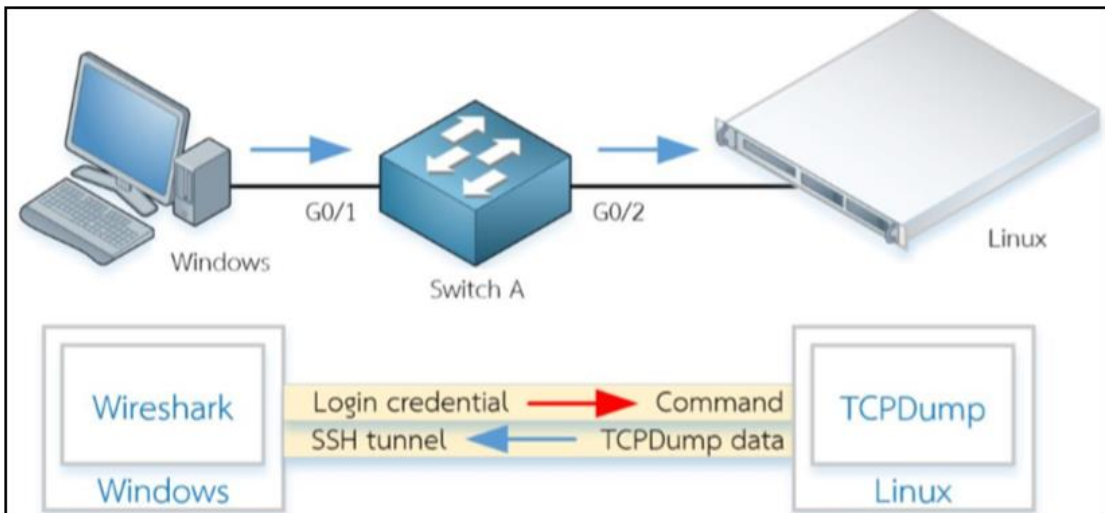 G0/1
G0/2
Windows
Switch A
Linux
Wireshark
Login credential
Command
TCPDump
SSH tunnel
TCPDump data
Windows
Linux